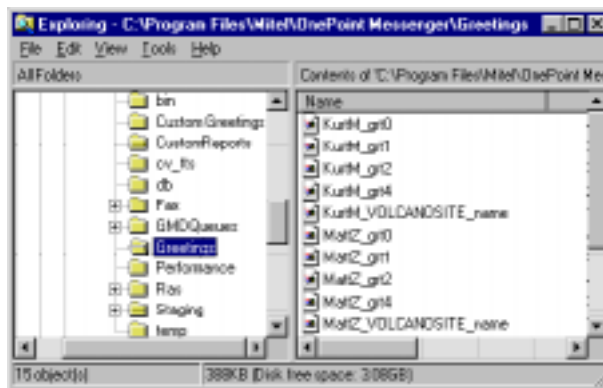 Exploring - C:\Program Files\Mitel\OnePoint Messenger\Greetings
File Edit View Tools Help
All Folders
Contents of 'C:\Program Files\Mitel\OnePoint Me
bin
CustomGreetings
CustomReports
cv_fts
db
Fax
GMDQueues
Greetings
Performance
Ras
Staging
temp
Name
KurtM_grt0
KurtM_grt1
KurtM_grt2
KurtM_grt4
KurtM_VOLCANOSITE_name
MattZ_grt0
MattZ_grt1
MattZ_grt2
MattZ_grt4
MattZ_VOLCANOSITE_name
15 object(s)
388KB (Disk free space: 3.08GB)